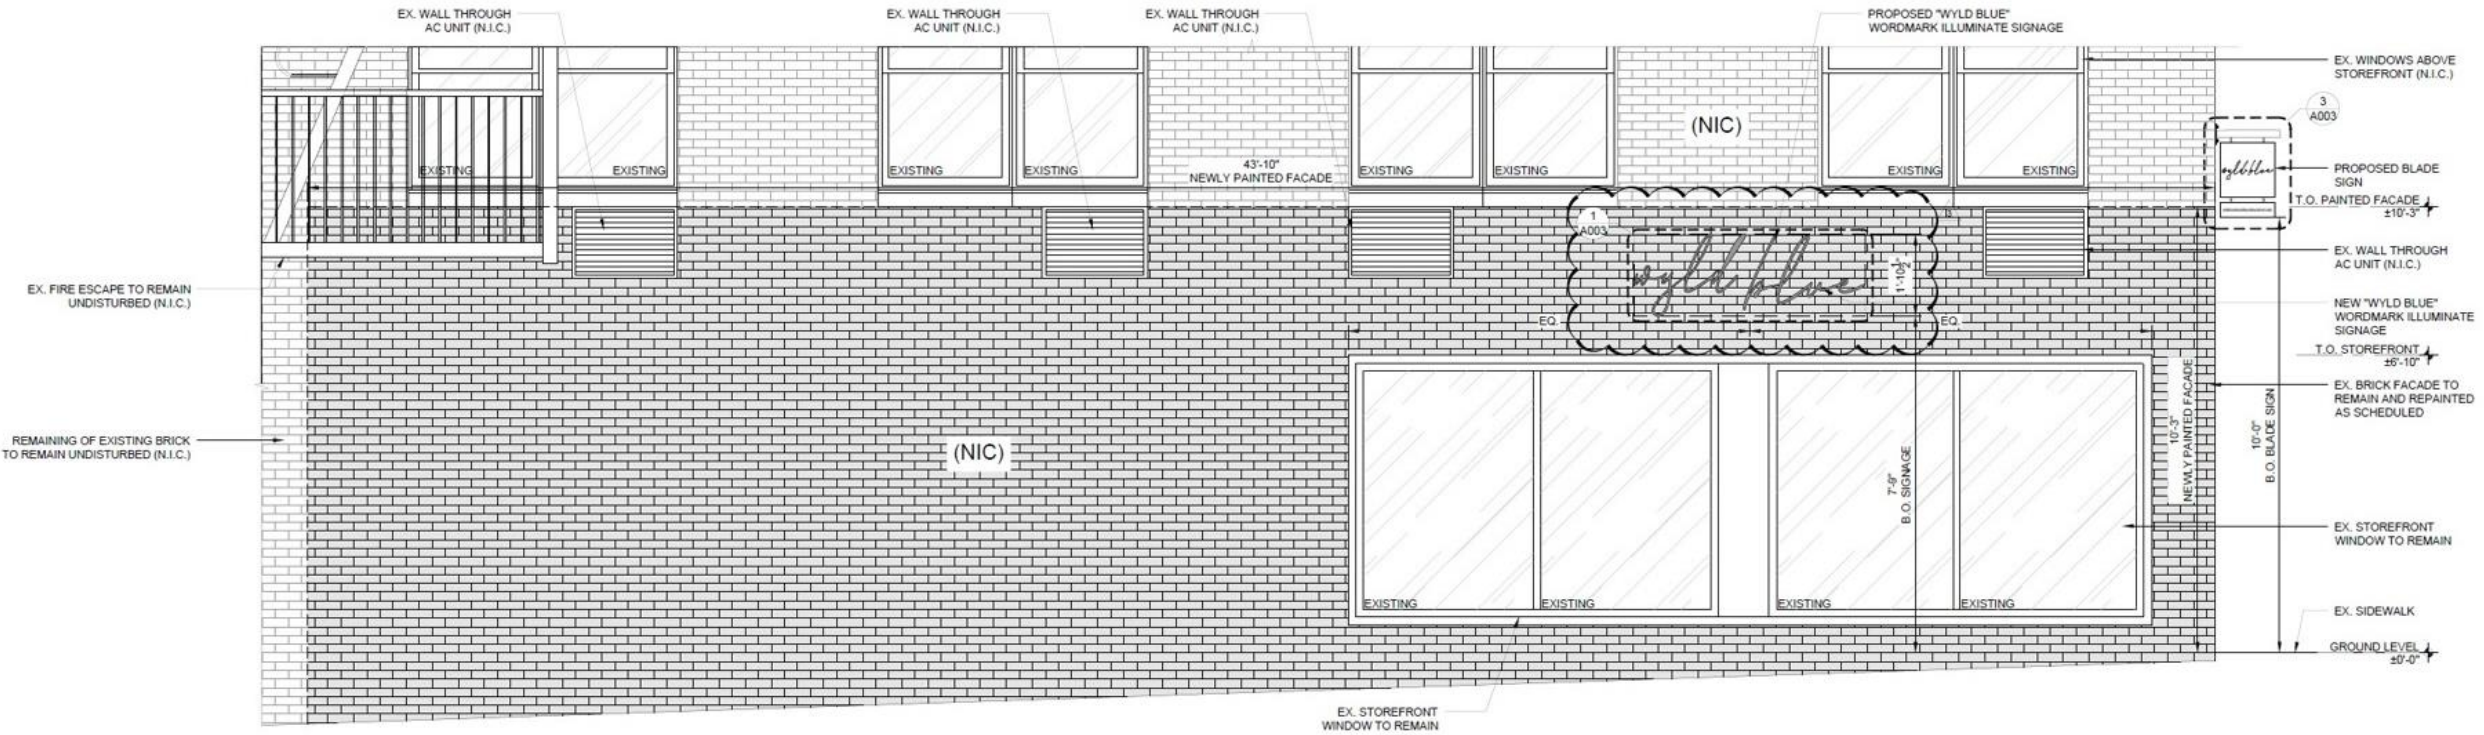 EX. WALL THROUGH
AC UNIT (N.I.C.)
EX. WALL THROUGH
AC UNIT (N.I.C.)
EX. WALL THROUGH
AC UNIT (N.I.C.)
PROPOSED "WYLD BLUE"
WORDMARK ILLUMINATE SIGNAGE
EX. WINDOWS ABOVE
STOREFRONT (N.I.C.)
3
A003
(NIC)
43'-10"
NEWLY PAINTED FACADE
EXISTING
EXISTING
EXISTING
EXISTING
EXISTING
EXISTING
EXISTING
EXISTING
wyld blue
PROPOSED BLADE
SIGN
T.O. PAINTED FACADE
±10'-3"
1
A003
wyld blue
1'-10 1/2"
EQ.
EQ.
EX. WALL THROUGH
AC UNIT (N.I.C.)
EX. FIRE ESCAPE TO REMAIN
UNDISTURBED (N.I.C.)
NEW "WYLD BLUE"
WORDMARK ILLUMINATE
SIGNAGE
T.O. STOREFRONT
±6'-10"
EX. BRICK FACADE TO
REMAIN AND REPAINTED
AS SCHEDULED
REMAINING OF EXISTING BRICK
TO REMAIN UNDISTURBED (N.I.C.)
(NIC)
7'-9"
B.O. SIGNAGE
10'-3"
NEWLY PAINTED FACADE
10'-0"
B.O. BLADE SIGN
EX. STOREFRONT
WINDOW TO REMAIN
EXISTING
EXISTING
EXISTING
EXISTING
EX. SIDEWALK
GROUND LEVEL
±0'-0"
EX. STOREFRONT
WINDOW TO REMAIN